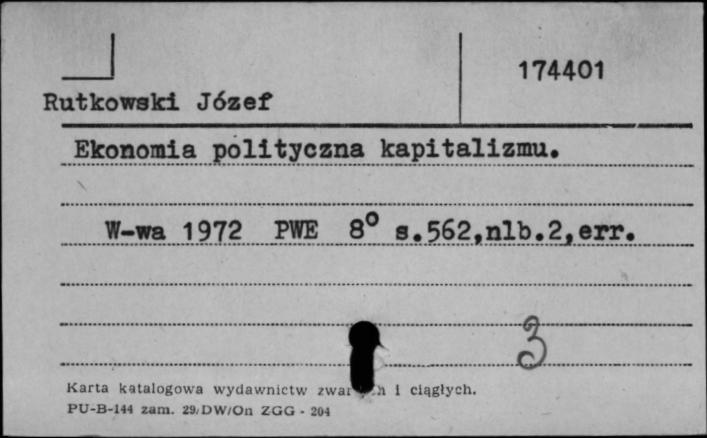 174401
Rutkowski Józef
Ekonomia polityczna kapitalizmu.
W-wa 1972 PWE 8° s.562,nlb.2,err.
3
Karta katalogowa wydawnictw i ciągłych.
PU-B-144 zam. 29/DW/On ZGG - 204